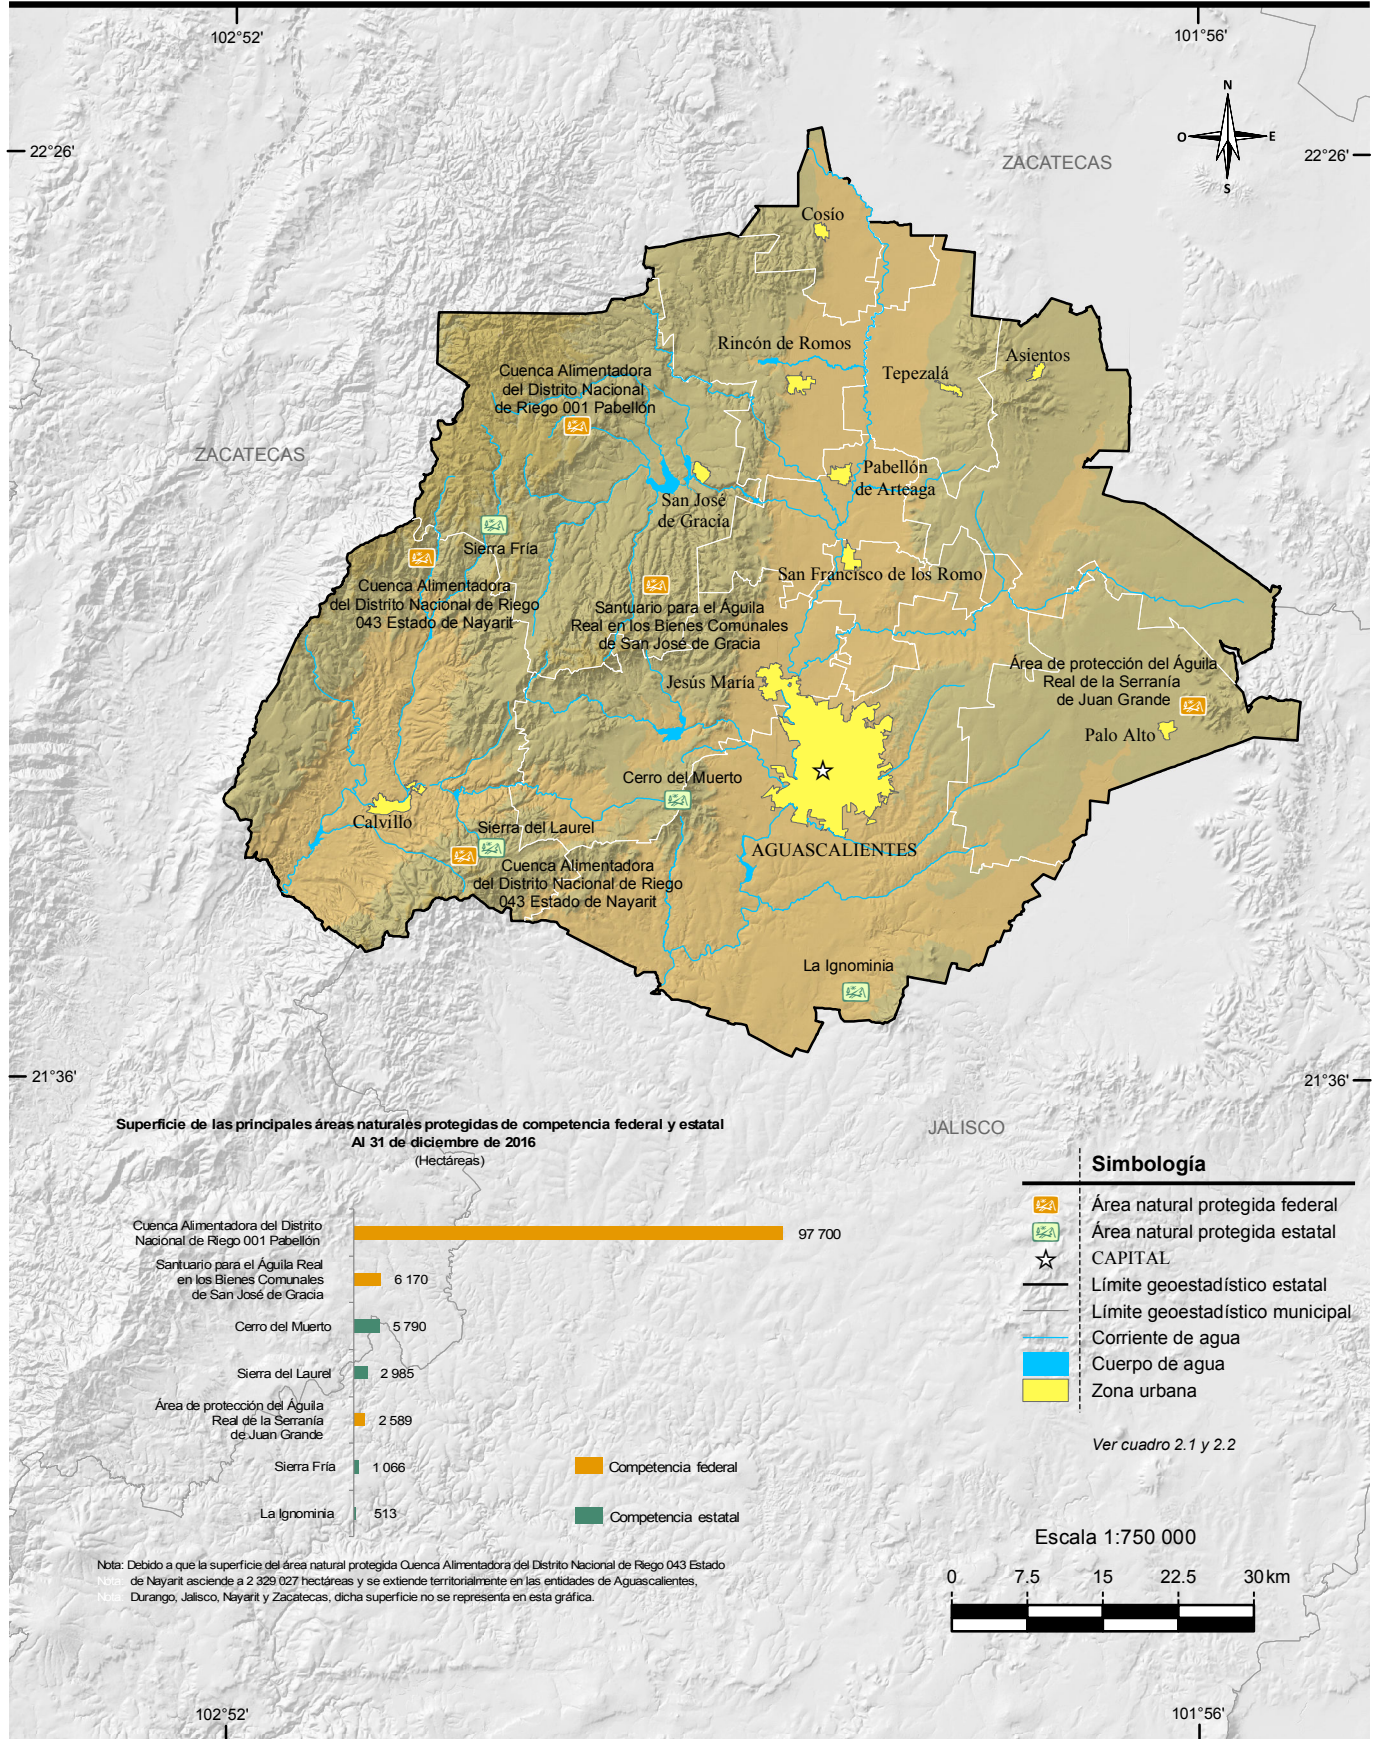 102°52'
101°56'
N
O
E
S
22°26'
ZACATECAS
22°26'
Cosío
Rincón de Romos
Asientos
Cuenca Alimentadora
del Distrito Nacional
de Riego 001 Pabellón
Tepezalá
ZACATECAS
Pabellón
de Arteaga
San José
de Gracia
Sierra Fría
Cuenca Alimentadora
del Distrito Nacional de Riego
043 Estado de Nayarit
San Francisco de los Romo
Santuario para el Águila
Real en los Bienes Comunales
de San José de Gracia
Jesús María
Área de protección del Águila
Real de la Serranía
de Juan Grande
Palo Alto
Cerro del Muerto
Calvillo
Sierra del Laurel
AGUASCALIENTES
Cuenca Alimentadora
del Distrito Nacional de Riego
043 Estado de Nayarit
La Ignominia
21°36'
21°36'
Superficie de las principales áreas naturales protegidas de competencia federal y estatal
Al 31 de diciembre de 2016
(Hectáreas)
JALISCO
Cuenca Alimentadora del Distrito
Nacional de Riego 001 Pabellón
97 700
Santuario para el Águila Real
en los Bienes Comunales
de San José de Gracia
6 170
Cerro del Muerto
5 790
Sierra del Laurel
2 985
Área de protección del Águila
Real de la Serranía
de Juan Grande
2 589
Sierra Fría
1 066
La Ignominia
513
Competencia federal
Competencia estatal
Simbología
Área natural protegida federal
Área natural protegida estatal
CAPITAL
Límite geoestadístico estatal
Límite geoestadístico municipal
Corriente de agua
Cuerpo de agua
Zona urbana
Ver cuadro 2.1 y 2.2
Nota: Debido a que la superficie del área natural protegida Cuenca Alimentadora del Distrito Nacional de Riego 043 Estado
Nota: de Nayarit asciende a 2 329 027 hectáreas y se extiende territorialmente en las entidades de Aguascalientes,
Nota: Durango, Jalisco, Nayarit y Zacatecas, dicha superficie no se representa en esta gráfica.
Escala 1:750 000
0 7.5 15 22.5 30 km
102°52'
101°56'